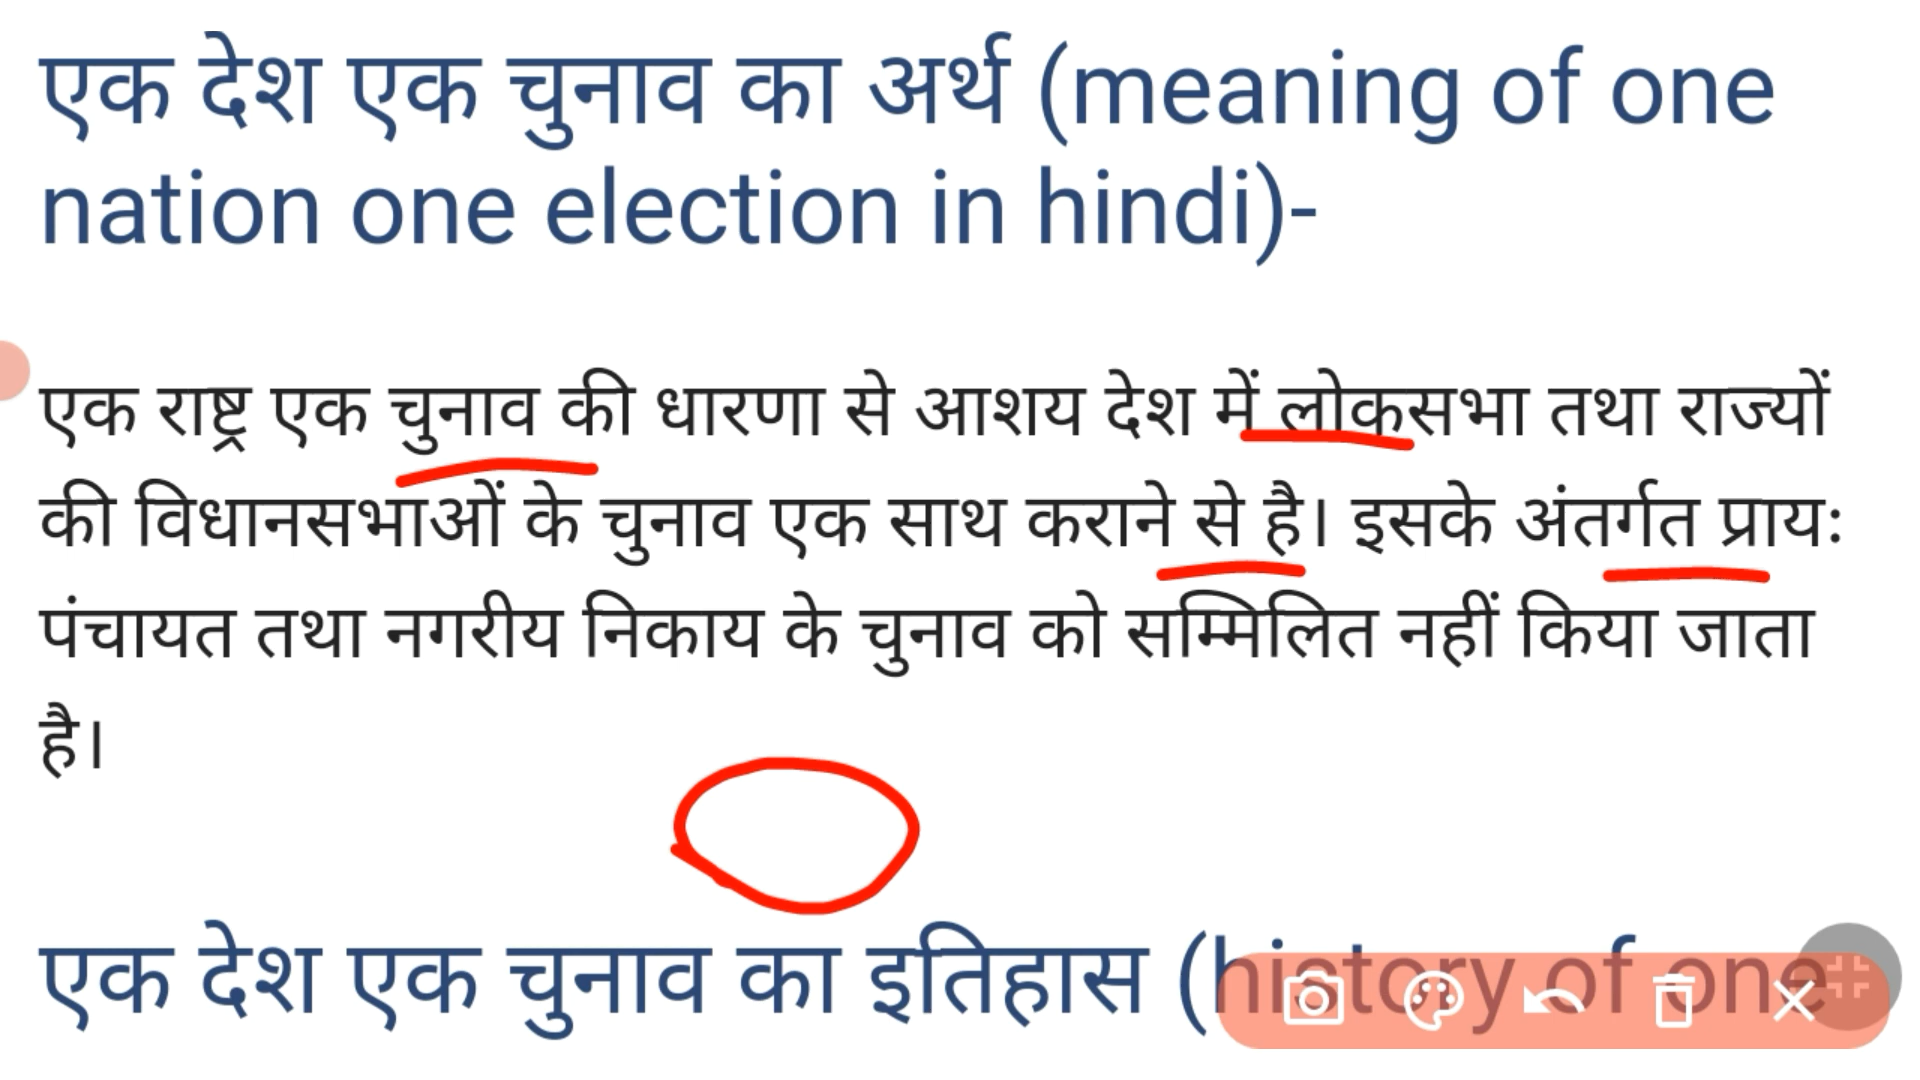 एक देश एक चुनाव का अर्थ (meaning of one
nation one election in hindi)-
एक राष्ट्र एक चुनाव की धारणा से आशय देश में लोकसभा तथा राज्यों
की विधानसभाओं के चुनाव एक साथ कराने से है। इसके अंतर्गत प्रायः
पंचायत तथा नगरीय निकाय के चुनाव को सम्मिलित नहीं किया जाता
है।
एक देश एक चुनाव का इतिहास (history of one